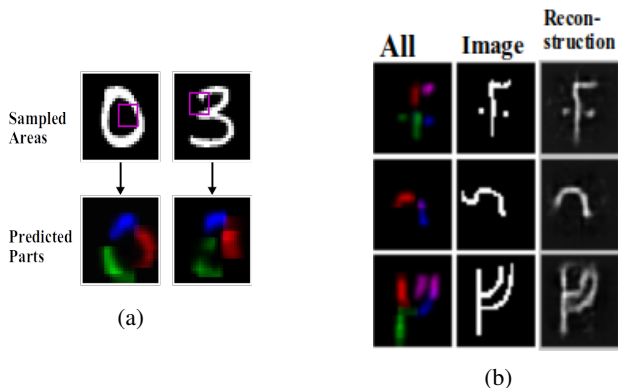 Sampled
Areas
Predicted
Parts
(a)
All
Image
Recon-
struction
(b)